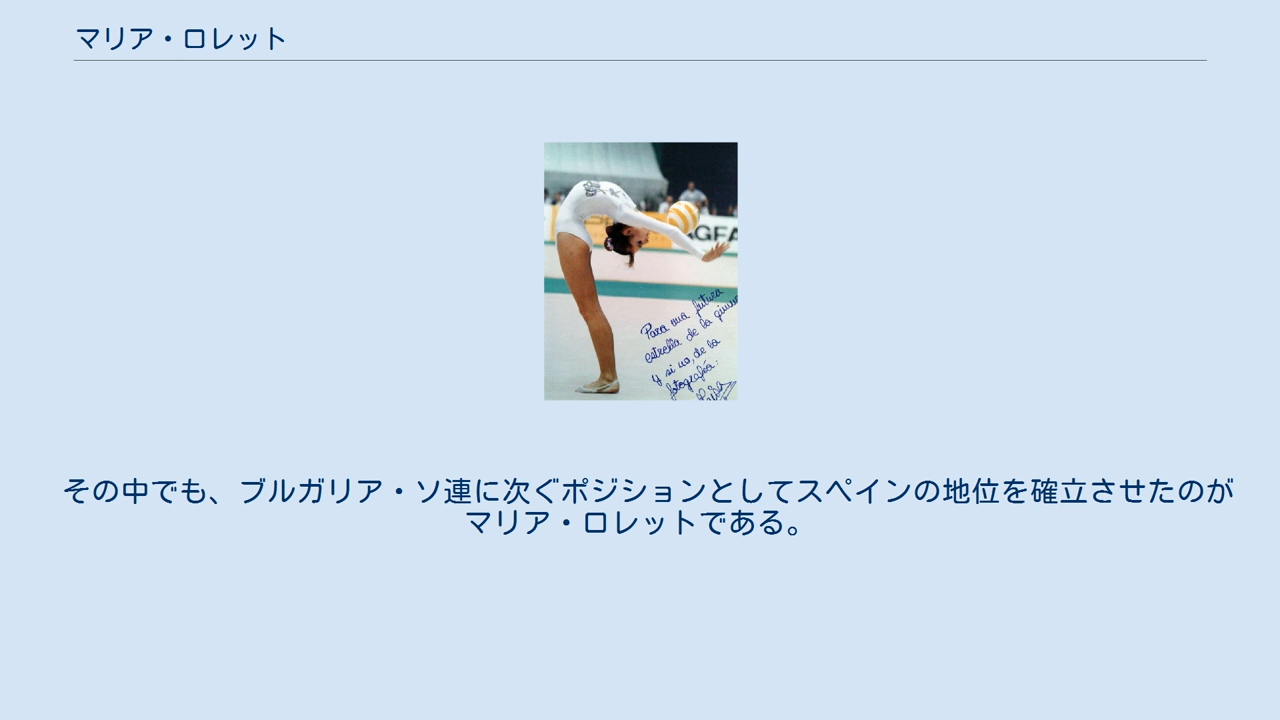 マリア・ロレット
AGFA
Para una futura
estrella de la
y si no, de la
fotografía:
その中でも、ブルガリア・ソ連に次ぐポジションとしてスペインの地位を確立させたのが
マリア・ロレットである。